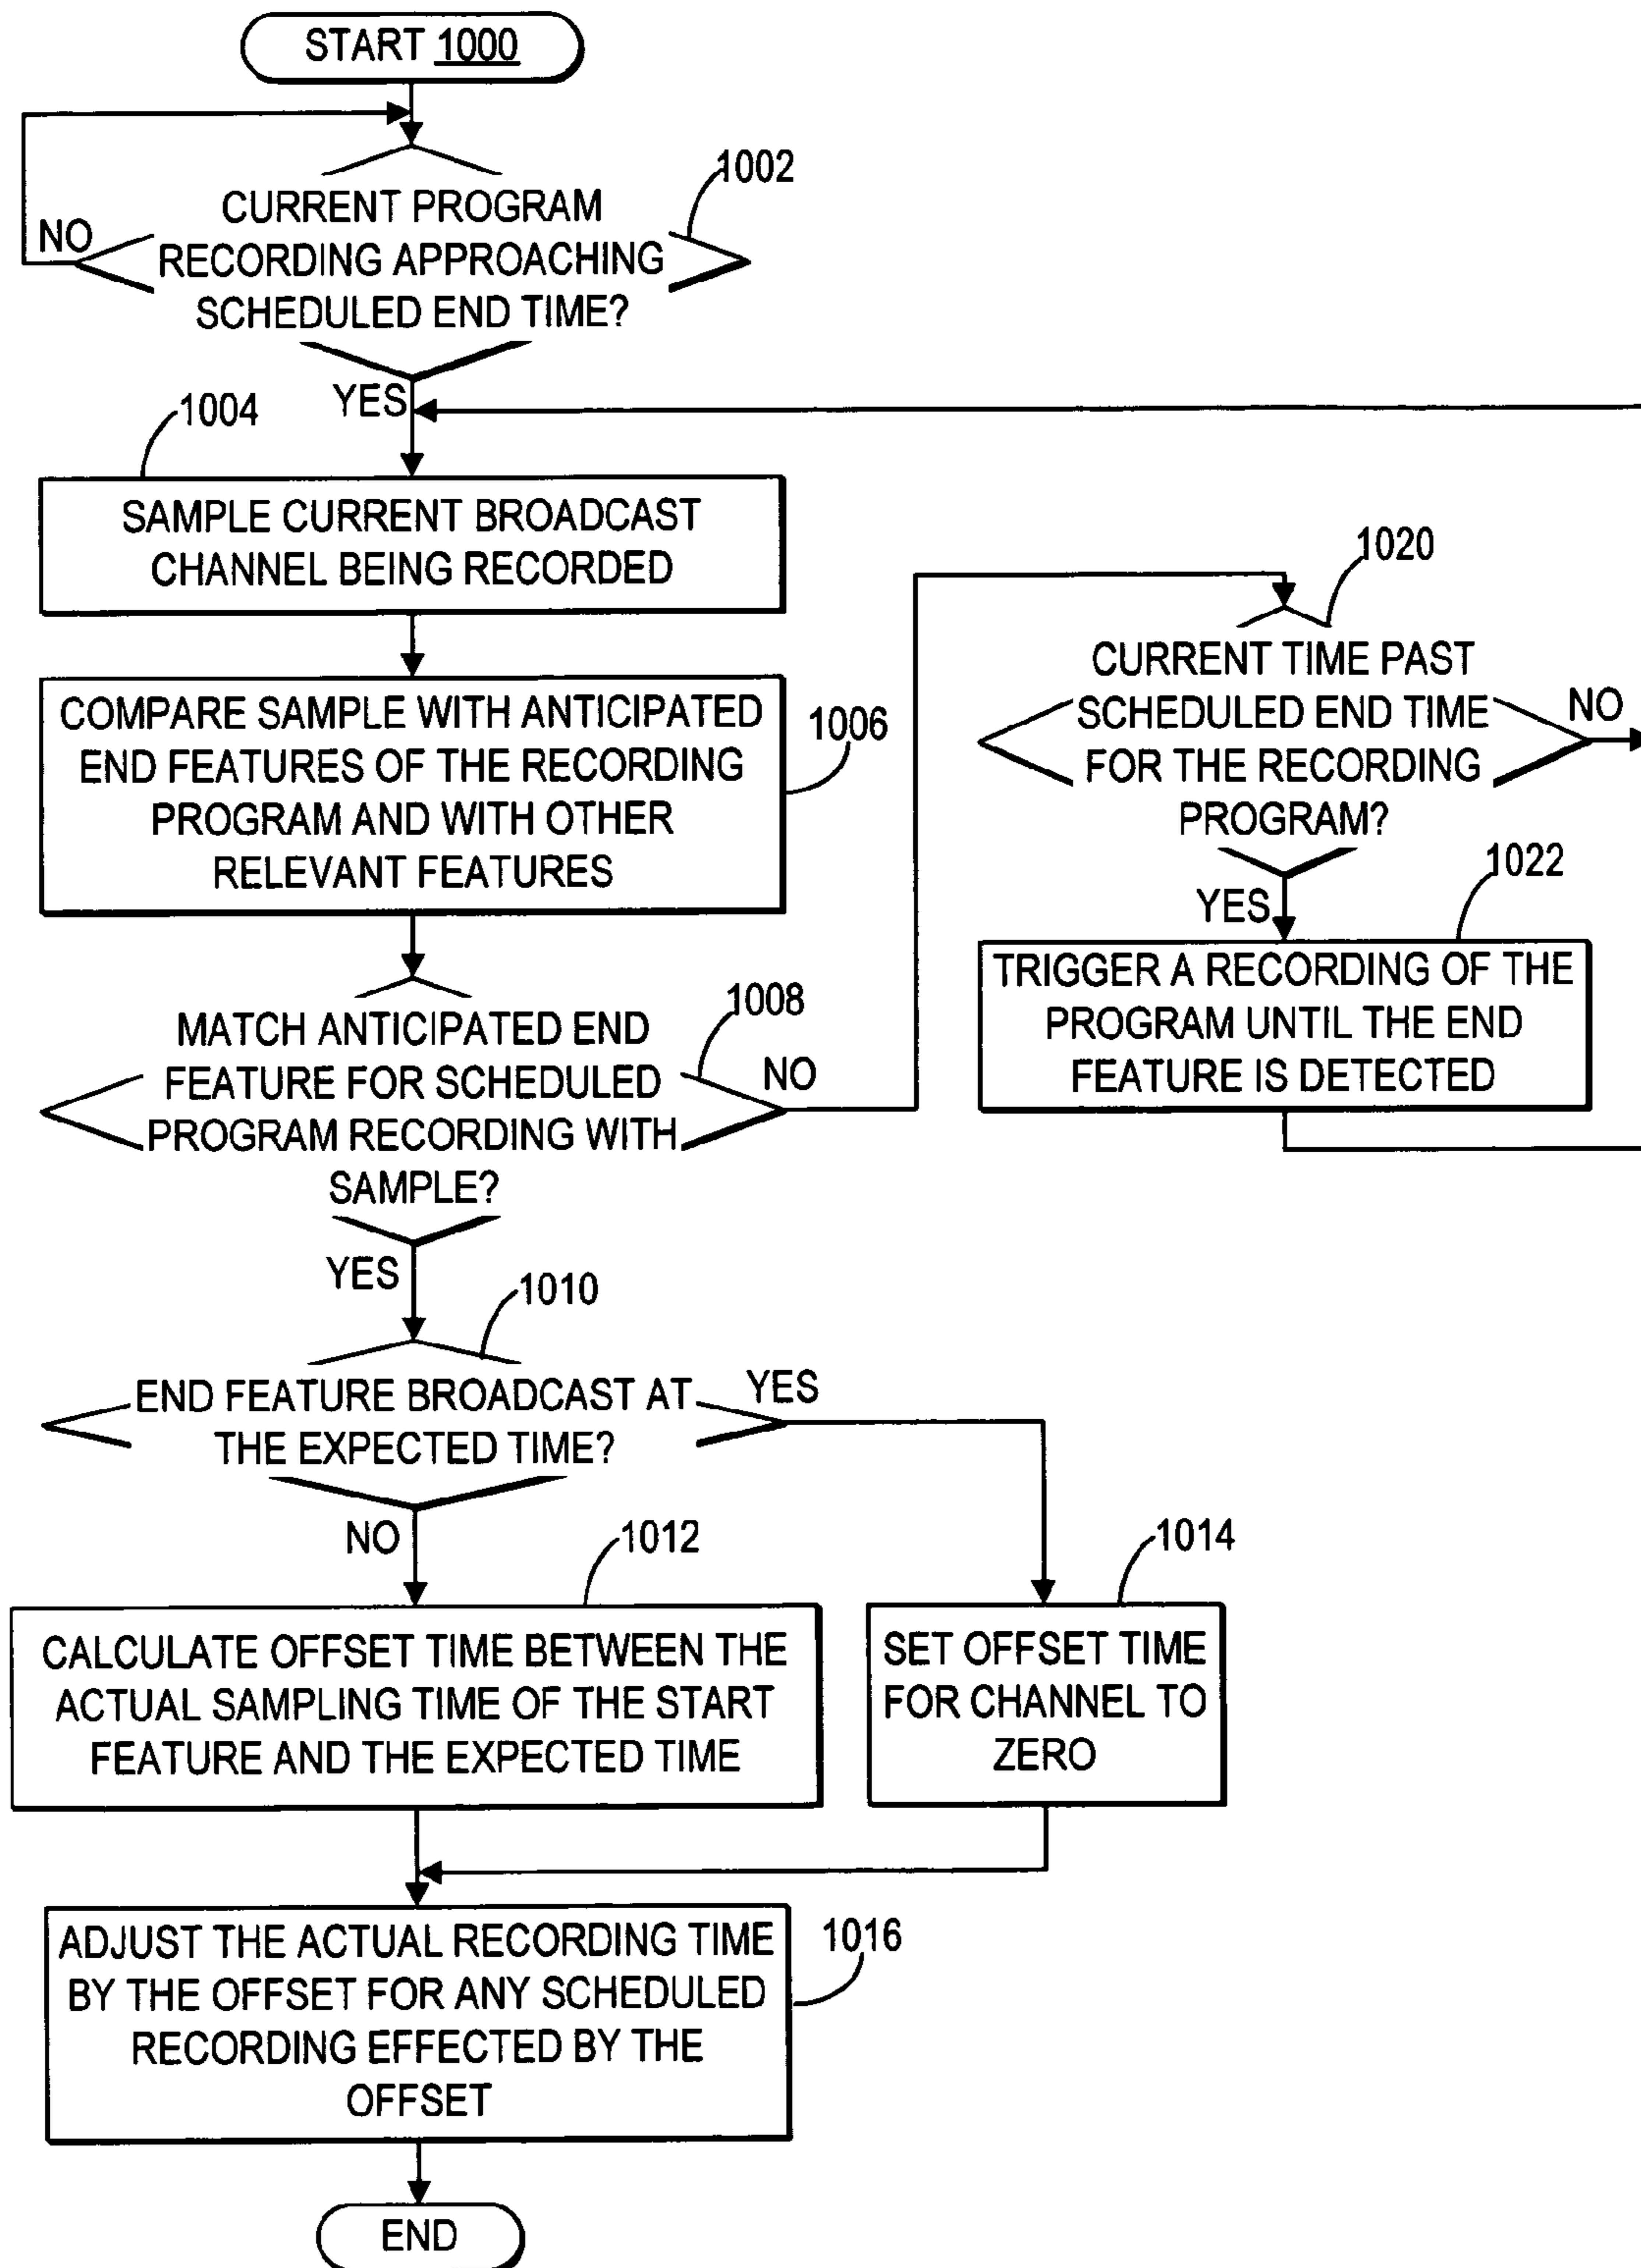 START 1000
1002
CURRENT PROGRAM
RECORDING APPROACHING
SCHEDULED END TIME?
NO
YES
1004
SAMPLE CURRENT BROADCAST
CHANNEL BEING RECORDED
COMPARE SAMPLE WITH ANTICIPATED
END FEATURES OF THE RECORDING
PROGRAM AND WITH OTHER
RELEVANT FEATURES
1006
MATCH ANTICIPATED END
FEATURE FOR SCHEDULED
PROGRAM RECORDING WITH
SAMPLE?
1008
NO
YES
1020
CURRENT TIME PAST
SCHEDULED END TIME
FOR THE RECORDING
PROGRAM?
NO
YES
1022
TRIGGER A RECORDING OF THE
PROGRAM UNTIL THE END
FEATURE IS DETECTED
1010
END FEATURE BROADCAST AT
THE EXPECTED TIME?
YES
NO
1012
CALCULATE OFFSET TIME BETWEEN THE
ACTUAL SAMPLING TIME OF THE START
FEATURE AND THE EXPECTED TIME
1014
SET OFFSET TIME
FOR CHANNEL TO
ZERO
ADJUST THE ACTUAL RECORDING TIME
BY THE OFFSET FOR ANY SCHEDULED
RECORDING EFFECTED BY THE
OFFSET
1016
END